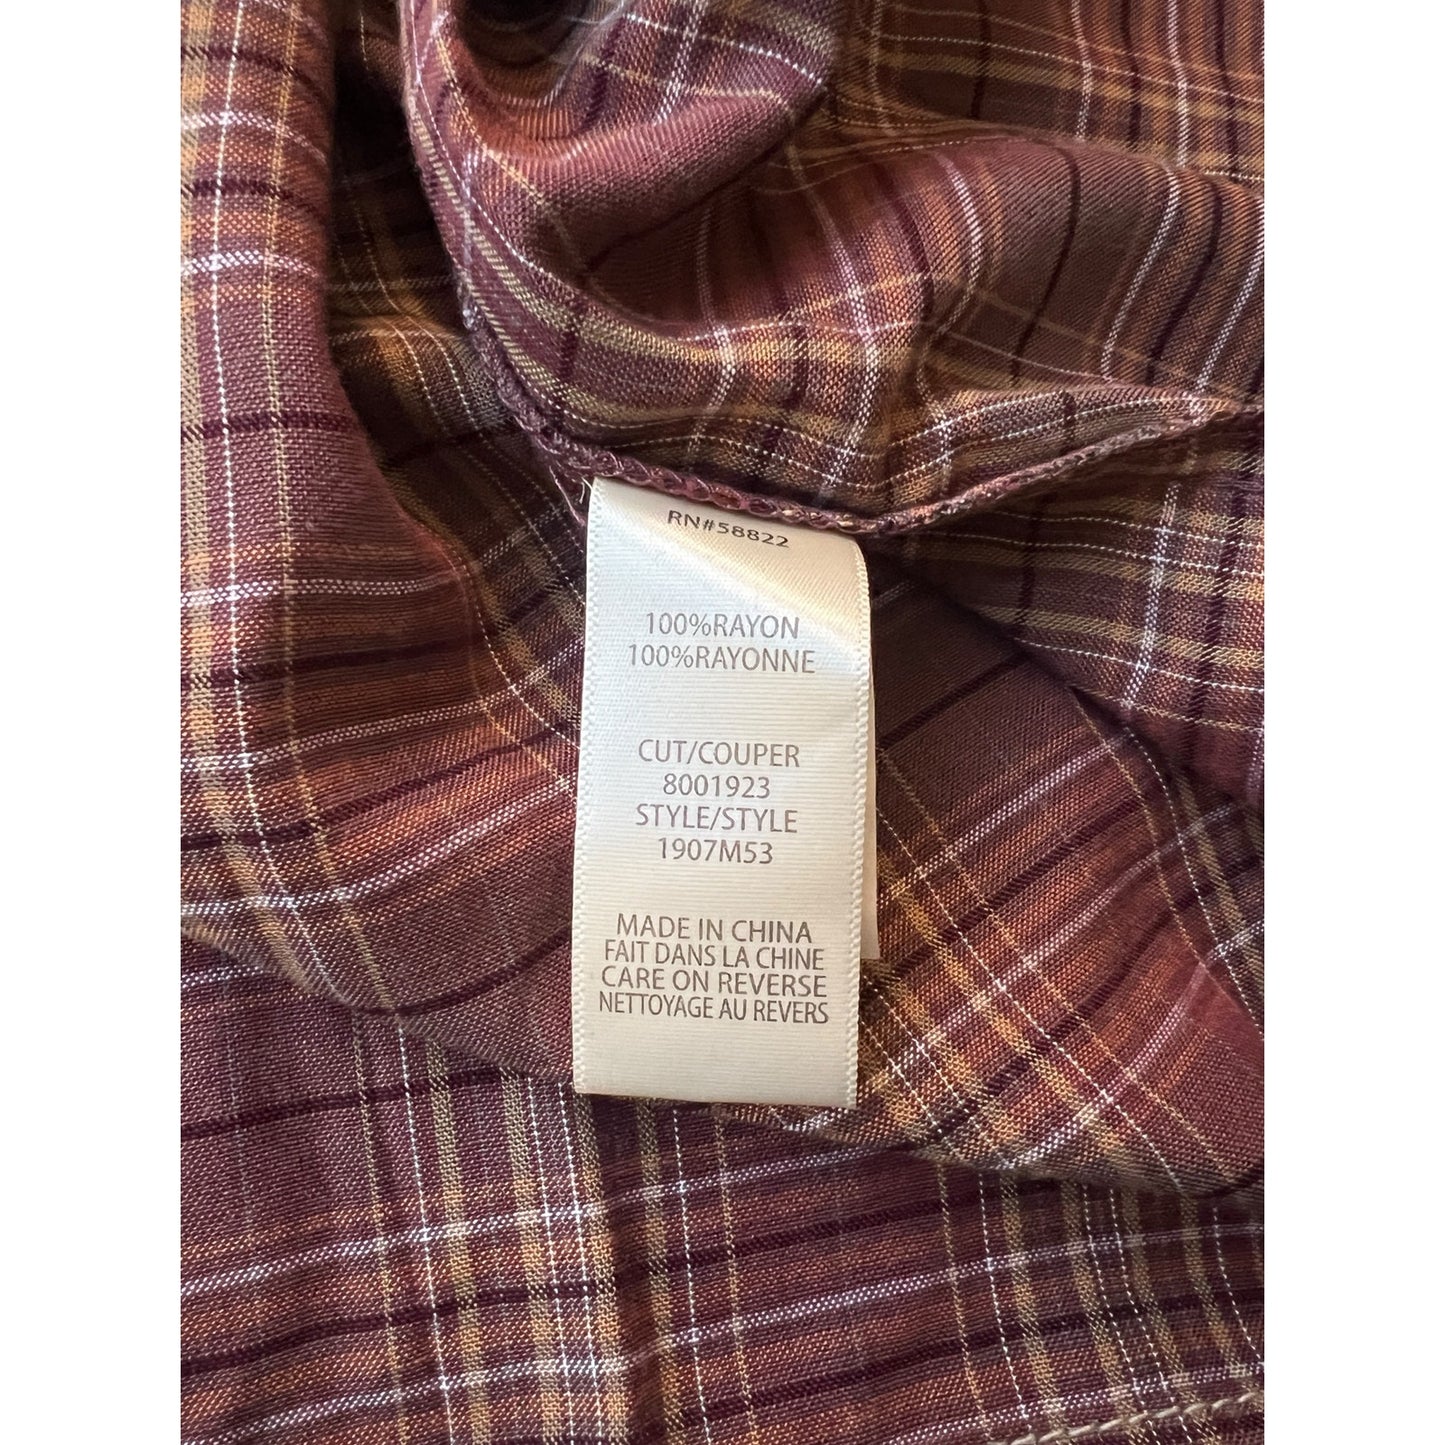 RN#58822
100%RAYON
100%RAYONNE
CUT/COUPER
8001923
STYLE/STYLE
1907M53
MADE IN CHINA
FAIT DANS LA CHINE
CARE ON REVERSE
NETTOYAGE AU REVERS